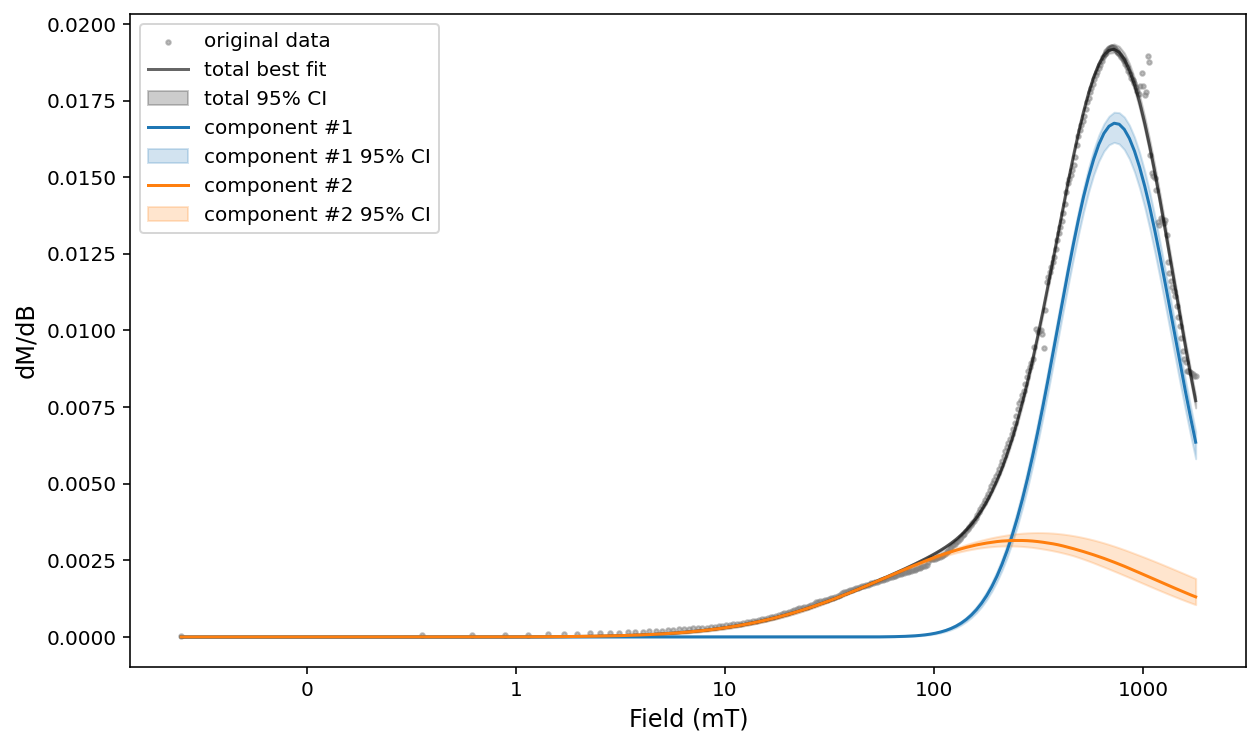 0.0200
0.0175
0.0150
0.0125
0.0100
0.0075
0.0050
0.0025
0.0000
dM/dB
original data
total best fit
total 95% CI
component #1
component #1 95% CI
component #2
component #2 95% CI
0 1 10 100 1000
Field (mT)